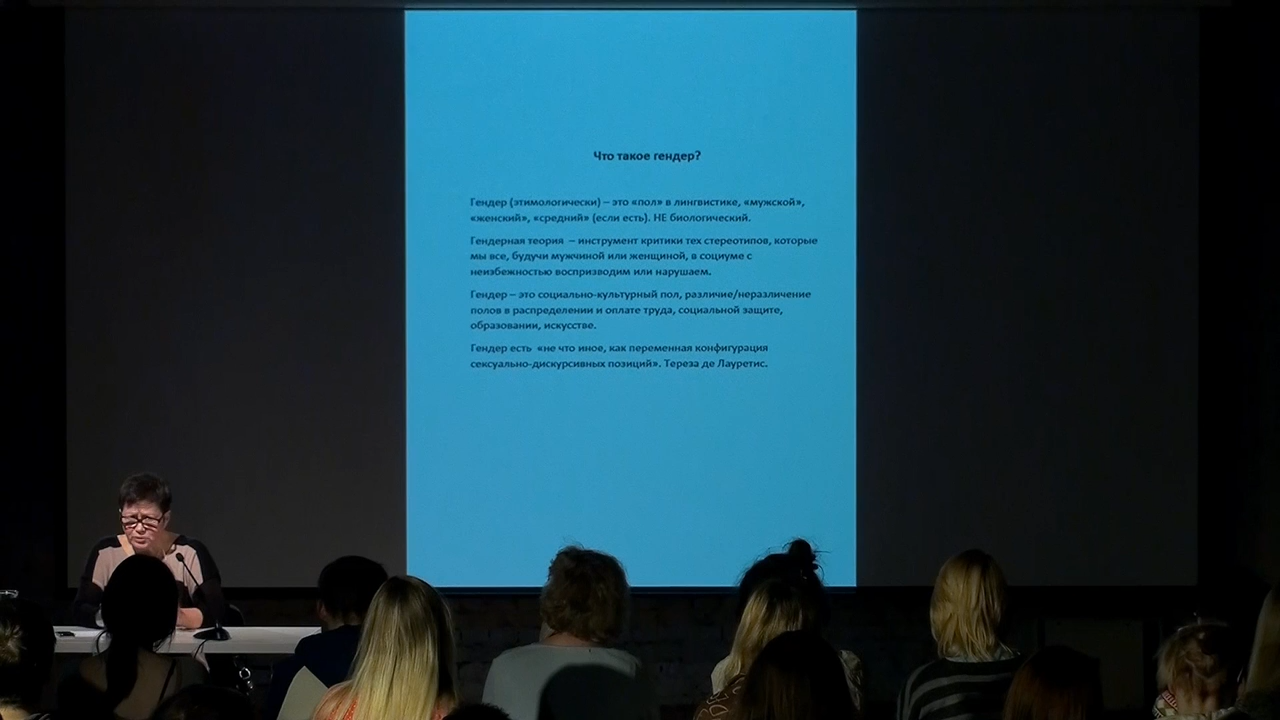 Что такое гендер?
Гендер (этимологически) – это «пол» в лингвистике, «мужской»,
«женский», «средний» (если есть). НЕ биологический.
Гендерная теория – инструмент критики тех стереотипов, которые
мы все, будучи мужчиной или женщиной, в социуме с
неизбежностью воспризводим или нарушаем.
Гендер – это социально-культурный пол, различие/неразличение
полов в распределении и оплате труда, социальной защите,
образовании, искусстве.
Гендер есть «не что иное, как переменная конфигурация
сексуально-дискурсивных позиций». Тереза де Лауретис.